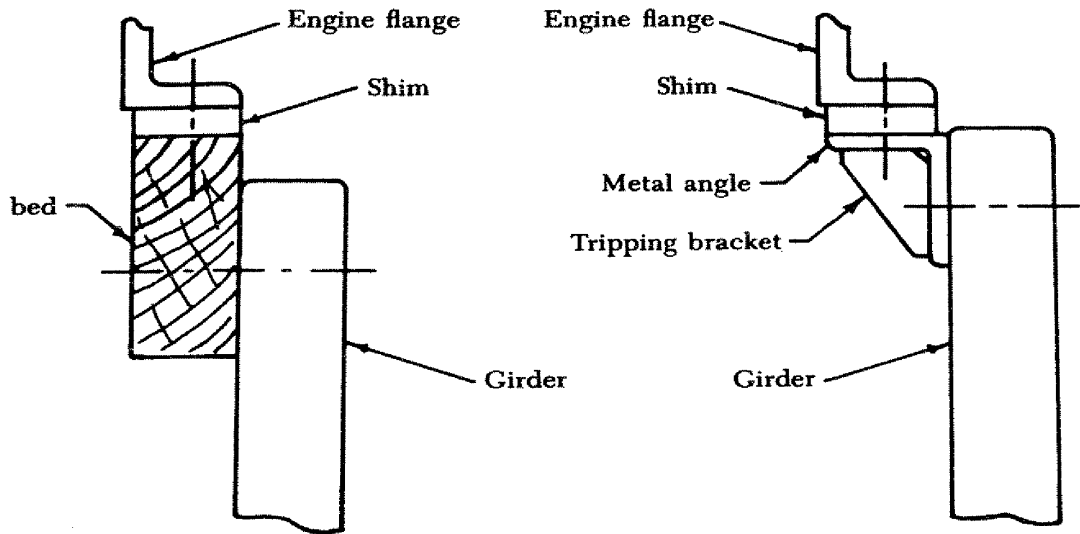 Engine flange
Shim
bed
Girder
Engine flange
Shim
Metal angle
Tripping bracket
Girder